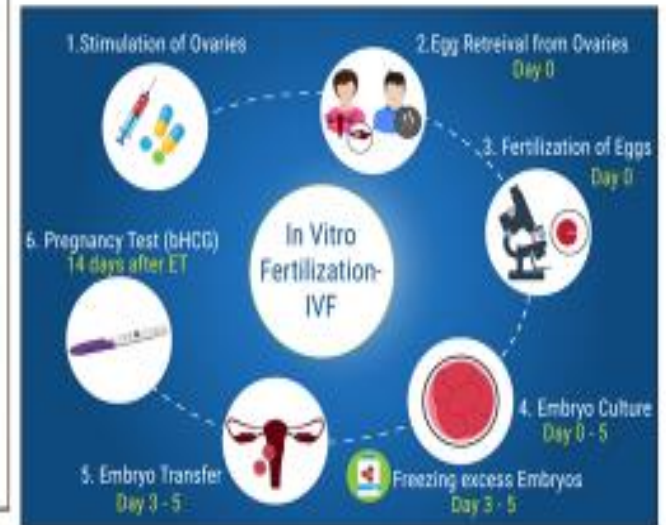 1.Stimulation of Ovaries
2.Egg Retreival from Ovaries
Day 0
3. Fertilization of Eggs
Day 0
In Vitro
Fertilization-
IVF
4. Embryo Culture
Day 0 - 5
Freezing excess Embryos
Day 3 - 5
5. Embryo Transfer
Day 3 - 5
6. Pregnancy Test (bHCG)
14 days after ET